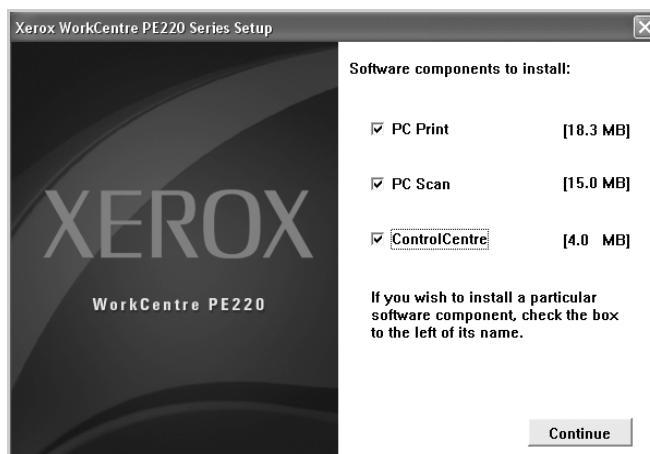 Xerox WorkCentre PE220 Series Setup
Software components to install:
PC Print [18.3 MB]
PC Scan [15.0 MB]
ControlCentre [4.0 MB]
XEROX
WorkCentre PE220
If you wish to install a particular
software component, check the box
to the left of its name.
Continue